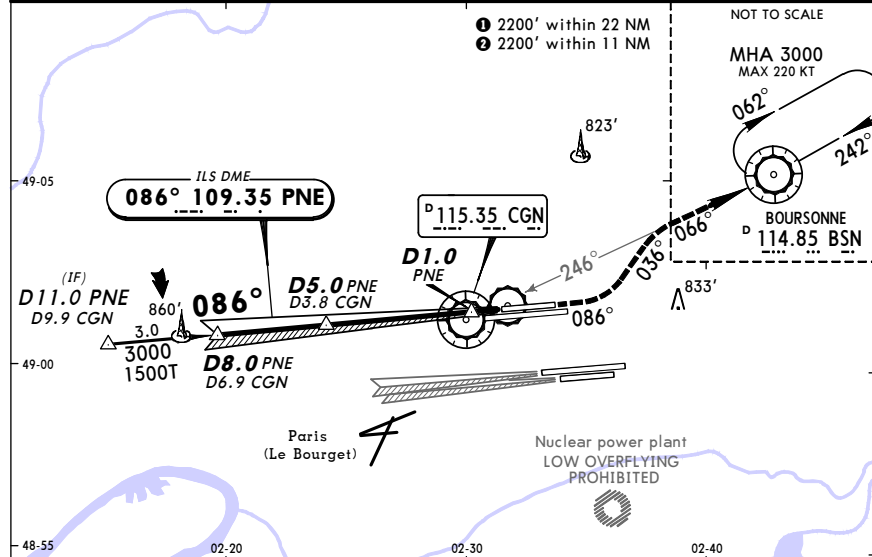 ❶ 2200' within 22 NM
❷ 2200' within 11 NM
NOT TO SCALE
MHA 3000
MAX 220 KT
062°
242°
823'
49-05
ILS DME
086° 109.35 PNE
D 115.35 CGN
BOURSONNE
D 114.85 BSN
066°
036°
246°
D1.0
PNE
(IF)
D11.0 PNE
D9.9 CGN
860'
086°
D5.0 PNE
D3.8 CGN
833'
086°
3.0
3000
1500T
D8.0 PNE
D6.9 CGN
49-00
Paris
(Le Bourget)
Nuclear power plant
LOW OVERFLYING
PROHIBITED
48-55
02-20
02-30
02-40